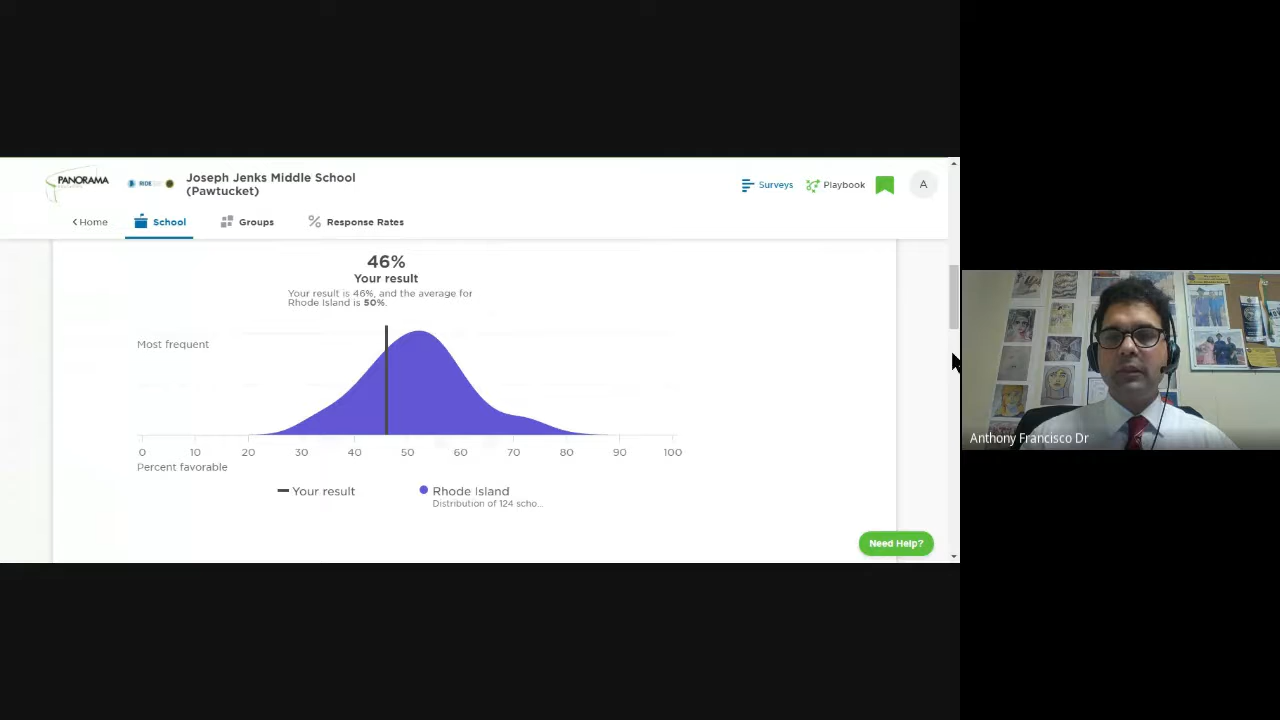 PANORAMA
RIDE
Joseph Jenks Middle School
(Pawtucket)
Surveys
Playbook
A
Home
School
Groups
Response Rates
46%
Your result
Your result is 46%, and the average for
Rhode Island is 50%.
Most frequent
0 10 20 30 40 50 60 70 80 90 100
Percent favorable
Your result
Rhode Island
Distribution of 124 scho...
Need Help?
Anthony Francisco Dr